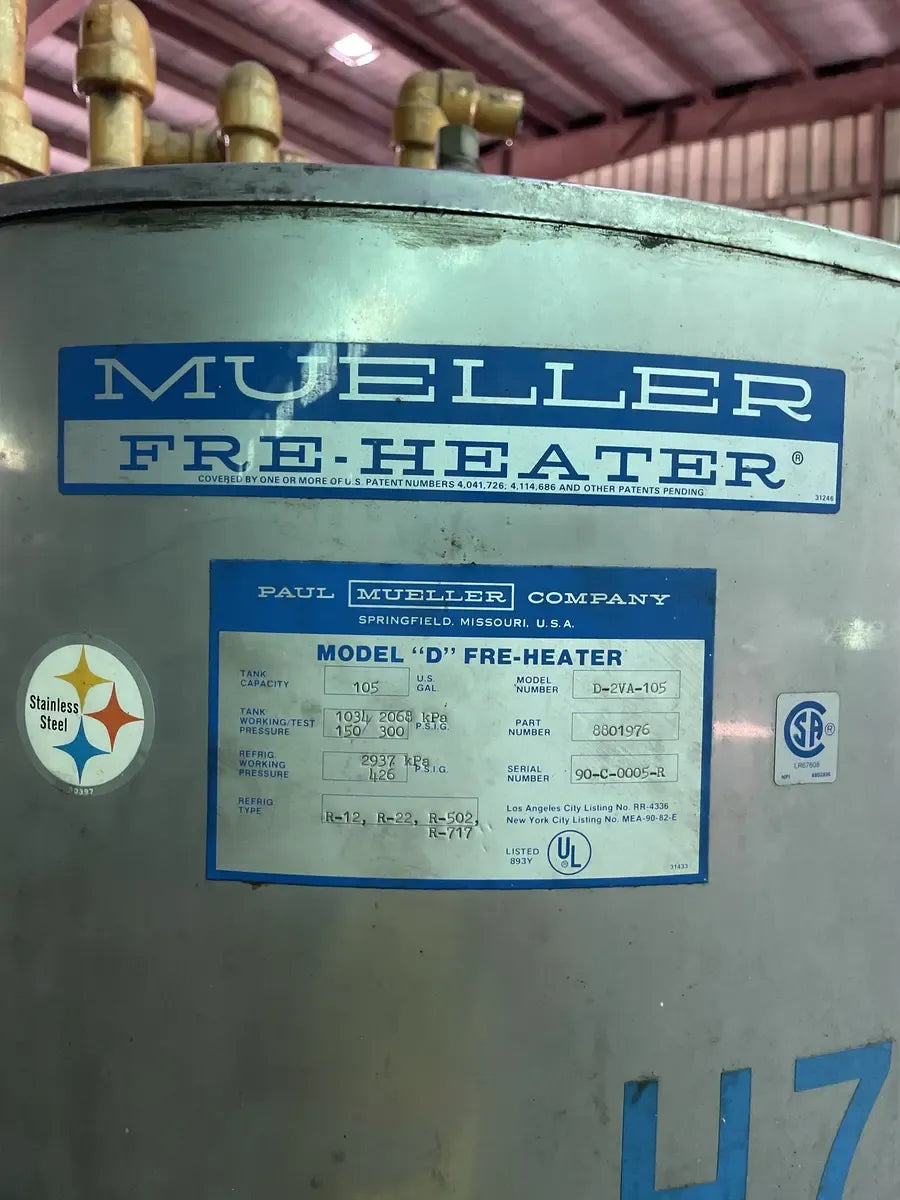 MUELLER
FRE-HEATER®
COVERED BY ONE OR MORE OF U.S. PATENT NUMBERS 4,041,726; 4,114,686 AND OTHER PATENTS PENDING.
31246
PAUL MUELLER COMPANY
SPRINGFIELD, MISSOURI, U.S.A.
MODEL "D" FRE-HEATER
TANK CAPACITY 105 U.S. GAL
MODEL NUMBER D-2VA-105
TANK WORKING/TEST PRESSURE 1034 2068 kPa
150 300 P.S.I.G.
PART NUMBER 8801976
REFRIG. WORKING PRESSURE 2937 kPa
426 P.S.I.G.
SERIAL NUMBER 90-C-0005-R
REFRIG TYPE R-12, R-22, R-502,
R-717
Los Angeles City Listing No. RR-4336
New York City Listing No. MEA-90-82-E
LISTED
893Y
UL®
31433
Stainless
Steel
SA®
LR67608
NPI
H7